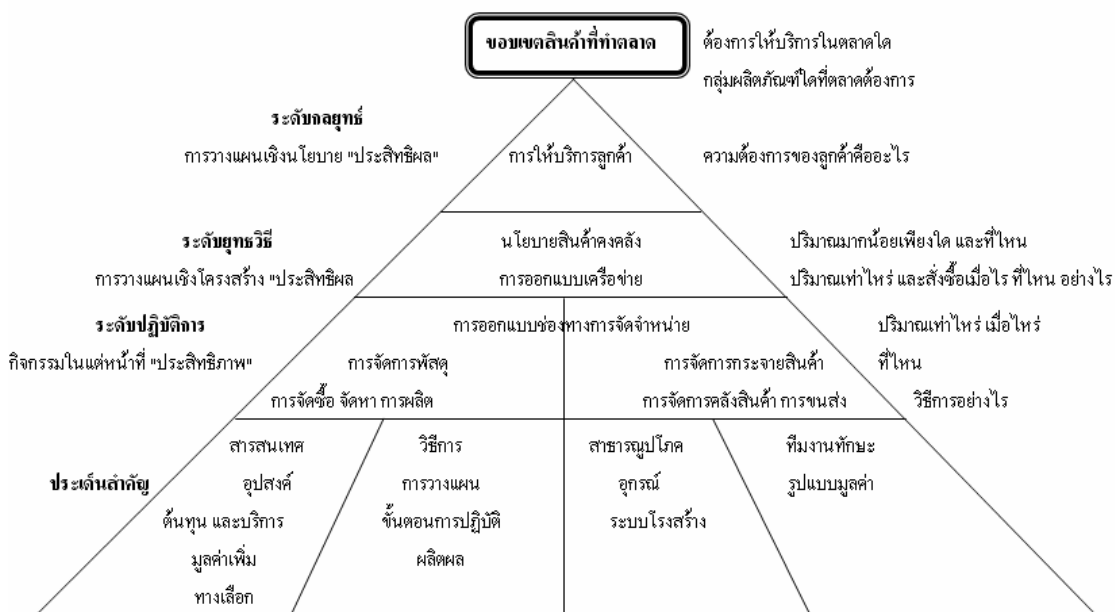 ขอบเขตสินค้าที่ทำตลาด
ต้องการให้บริการในตลาดใด
กลุ่มผลิตภัณฑ์ใดที่ตลาดต้องการ
ระดับกลยุทธ์
การวางแผนเชิงนโยบาย "ประสิทธิผล"
การให้บริการลูกค้า
ความต้องการของลูกค้าคืออะไร
ระดับยุทธวิธี
นโยบายสินค้าคงคลัง
ปริมาณมากน้อยเพียงใด และที่ไหน
การวางแผนเชิงโครงสร้าง "ประสิทธิผล
การออกแบบเครือข่าย
ปริมาณเท่าไหร่ และสั่งซื้อเมื่อไร ที่ไหน อย่างไร
ระดับปฏิบัติการ
การออกแบบช่องทางการจัดจำหน่าย
ปริมาณเท่าไหร่ เมื่อไหร่
กิจกรรมในแต่หน้าที่ "ประสิทธิภาพ"
การจัดการพัสดุ
การจัดการกระจายสินค้า
ที่ไหน
การจัดซื้อ จัดหา การผลิต
การจัดการคลังสินค้า การขนส่ง
วิธีการอย่างไร
ประเด็นสำคัญ
สารสนเทศ
อุปสงค์
ต้นทุน และบริการ
มูลค่าเพิ่ม
ทางเลือก
วิธีการ
การวางแผน
ขั้นตอนการปฏิบัติ
ผลิตผล
สาธารณูปโภค
อุกรณ์
ระบบโรงสร้าง
ทีมงานทักษะ
รูปแบบมูลค่า